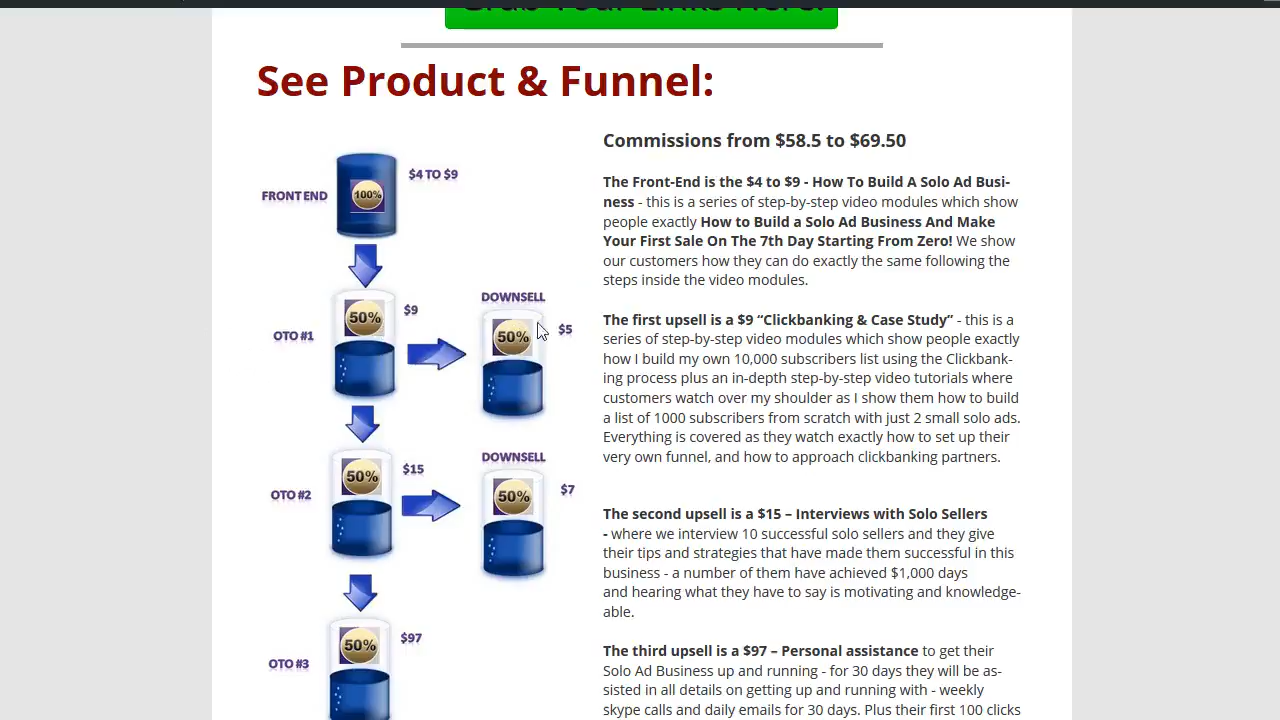 See Product & Funnel:
Commissions from $58.5 to $69.50
FRONT END
100%
$4 TO $9
OTO #1
50%
$9
DOWNSELL
50%
$5
OTO #2
50%
$15
DOWNSELL
50%
$7
OTO #3
50%
$97
The Front-End is the $4 to $9 - How To Build A Solo Ad Busi-
ness - this is a series of step-by-step video modules which show
people exactly How to Build a Solo Ad Business And Make
Your First Sale On The 7th Day Starting From Zero! We show
our customers how they can do exactly the same following the
steps inside the video modules.
The first upsell is a $9 “Clickbanking & Case Study” - this is a
series of step-by-step video modules which show people exactly
how I build my own 10,000 subscribers list using the Clickbank-
ing process plus an in-depth step-by-step video tutorials where
customers watch over my shoulder as I show them how to build
a list of 1000 subscribers from scratch with just 2 small solo ads.
Everything is covered as they watch exactly how to set up their
very own funnel, and how to approach clickbanking partners.
The second upsell is a $15 – Interviews with Solo Sellers
- where we interview 10 successful solo sellers and they give
their tips and strategies that have made them successful in this
business - a number of them have achieved $1,000 days
and hearing what they have to say is motivating and knowledge-
able.
The third upsell is a $97 – Personal assistance to get their
Solo Ad Business up and running - for 30 days they will be as-
sisted in all details on getting up and running with - weekly
skype calls and daily emails for 30 days. Plus their first 100 clicks